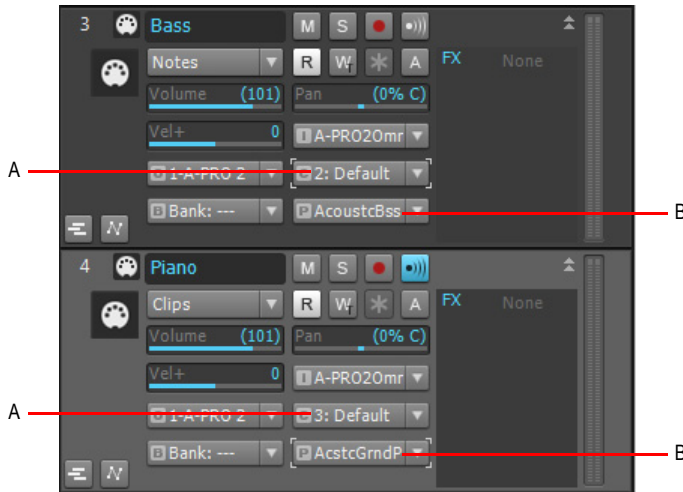 3 Bass M S
Notes R W A FX None
Volume (101) Pan (0% C)
Vel+ 0 I A-PRO2Omr
A O 1-A-PRO 2 C 2: Default
B Bank: --- P AcoustcBss B
4 Piano M S
Clips R W A FX None
Volume (101) Pan (0% C)
Vel+ 0 I A-PRO2Omr
A O 1-A-PRO 2 C 3: Default
B Bank: --- P AcstcGrndP B